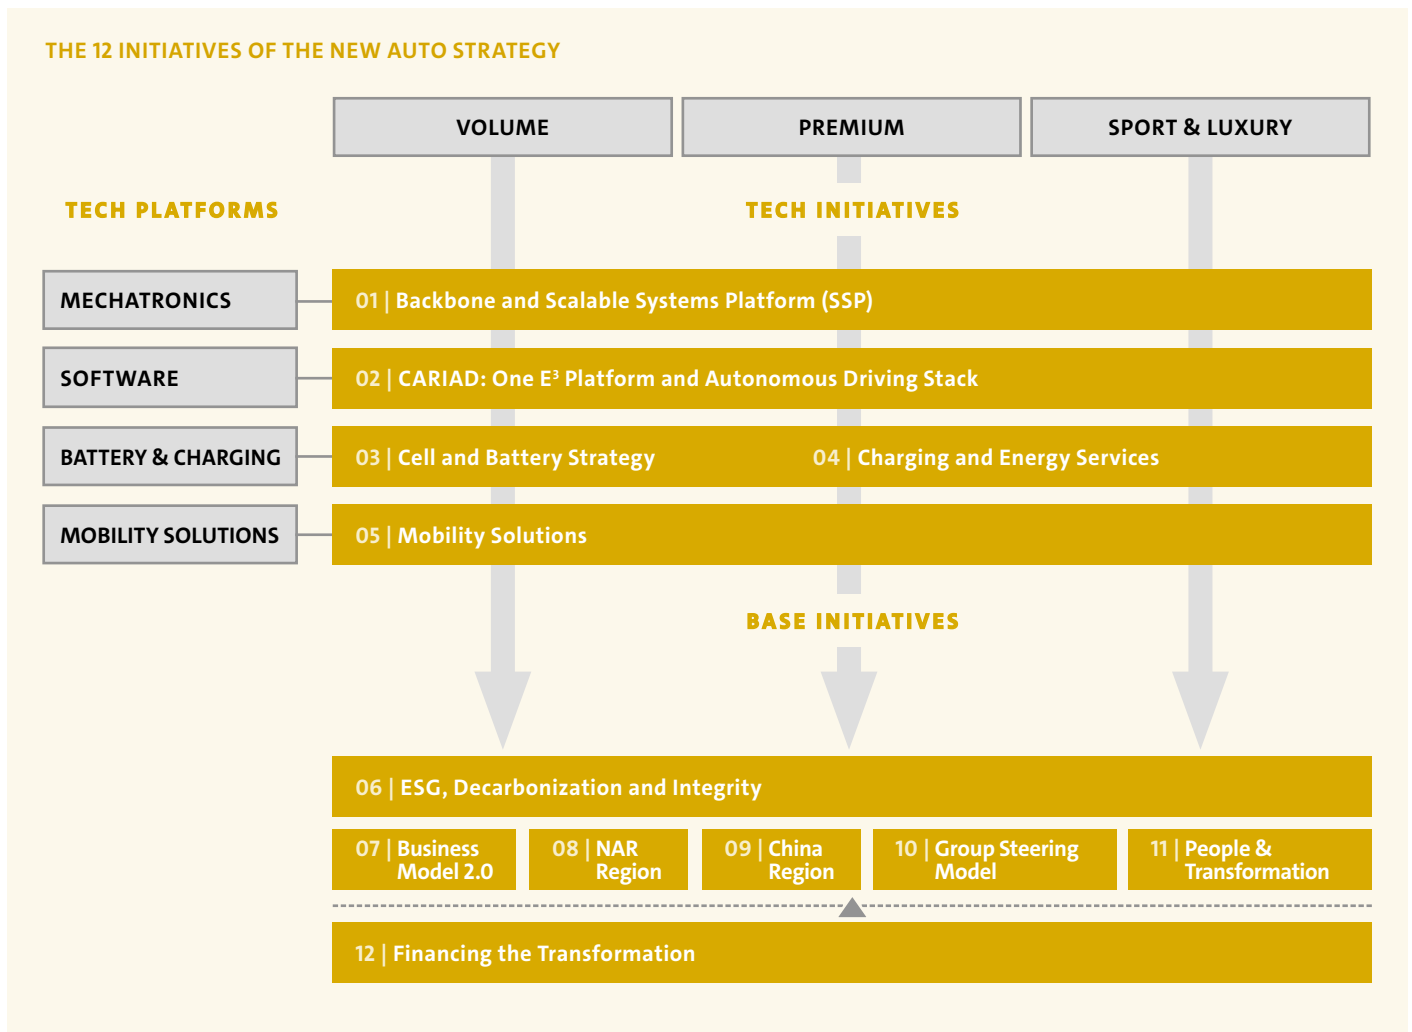 THE 12 INITIATIVES OF THE NEW AUTO STRATEGY
VOLUME
PREMIUM
SPORT & LUXURY
TECH PLATFORMS
TECH INITIATIVES
MECHATRONICS
01 | Backbone and Scalable Systems Platform (SSP)
SOFTWARE
02 | CARIAD: One E³ Platform and Autonomous Driving Stack
BATTERY & CHARGING
03 | Cell and Battery Strategy
04 | Charging and Energy Services
MOBILITY SOLUTIONS
05 | Mobility Solutions
BASE INITIATIVES
06 | ESG, Decarbonization and Integrity
07 | Business
Model 2.0
08 | NAR
Region
09 | China
Region
10 | Group Steering
Model
11 | People &
Transformation
12 | Financing the Transformation